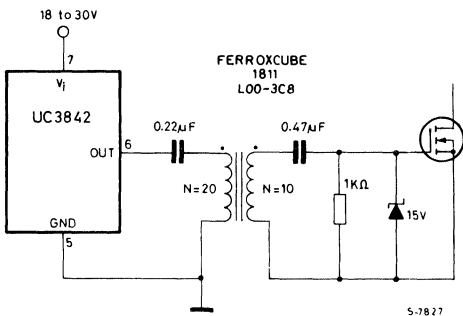 18 to 30V
7
Vi
UC3842
OUT
6
GND
5
0.22µF
FERROXCUBE
1811
L00-3C8
0.47µF
N=20
N=10
1KΩ
15V
S-7827